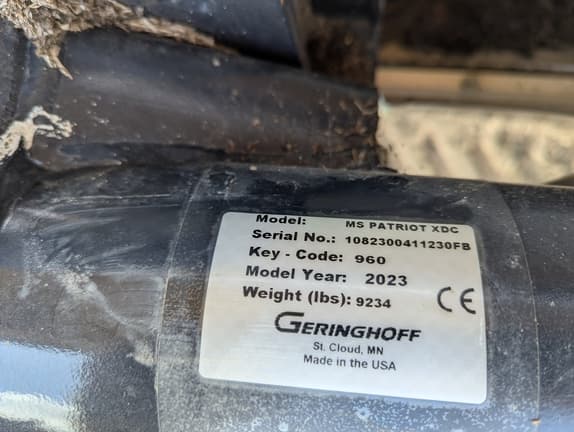 Model: MS PATRIOT XDC
Serial No.: 1082300411230FB
Key - Code: 960
Model Year: 2023
Weight (lbs): 9234
CE
GERINGHOFF
St. Cloud, MN
Made in the USA